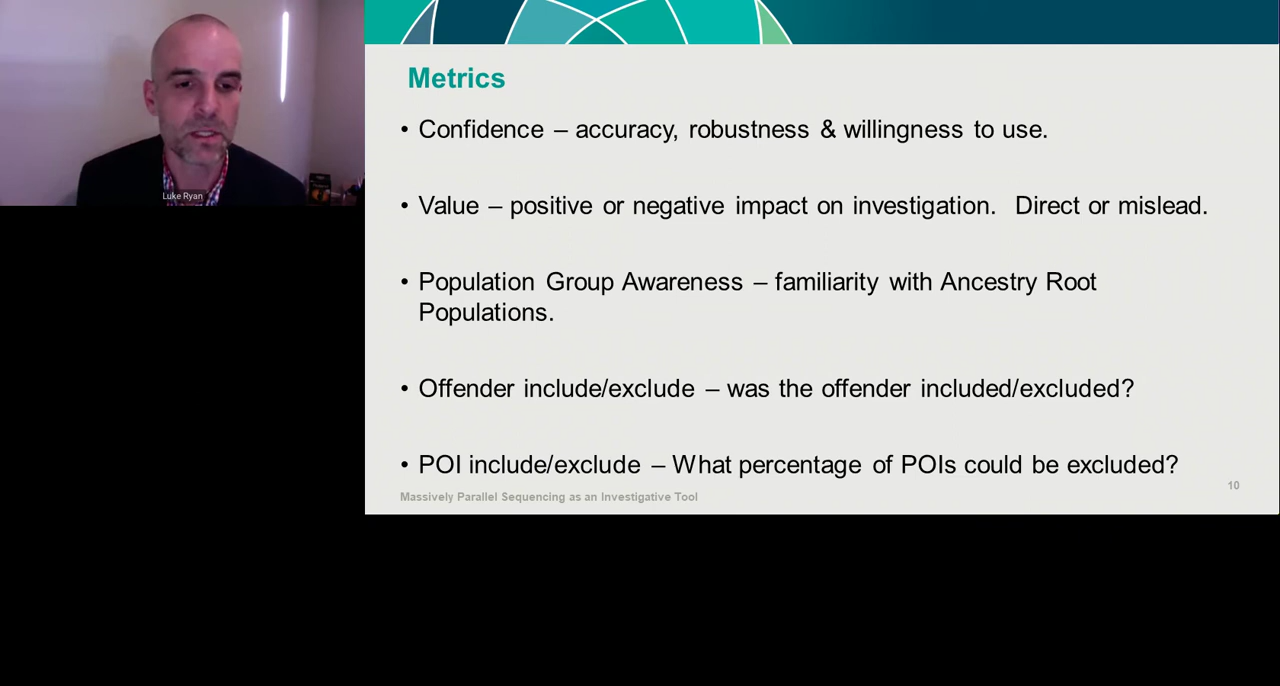 Luke Ryan
Metrics
• Confidence – accuracy, robustness & willingness to use.
• Value – positive or negative impact on investigation. Direct or mislead.
• Population Group Awareness – familiarity with Ancestry Root
Populations.
• Offender include/exclude – was the offender included/excluded?
• POI include/exclude – What percentage of POIs could be excluded?
10
Massively Parallel Sequencing as an Investigative Tool